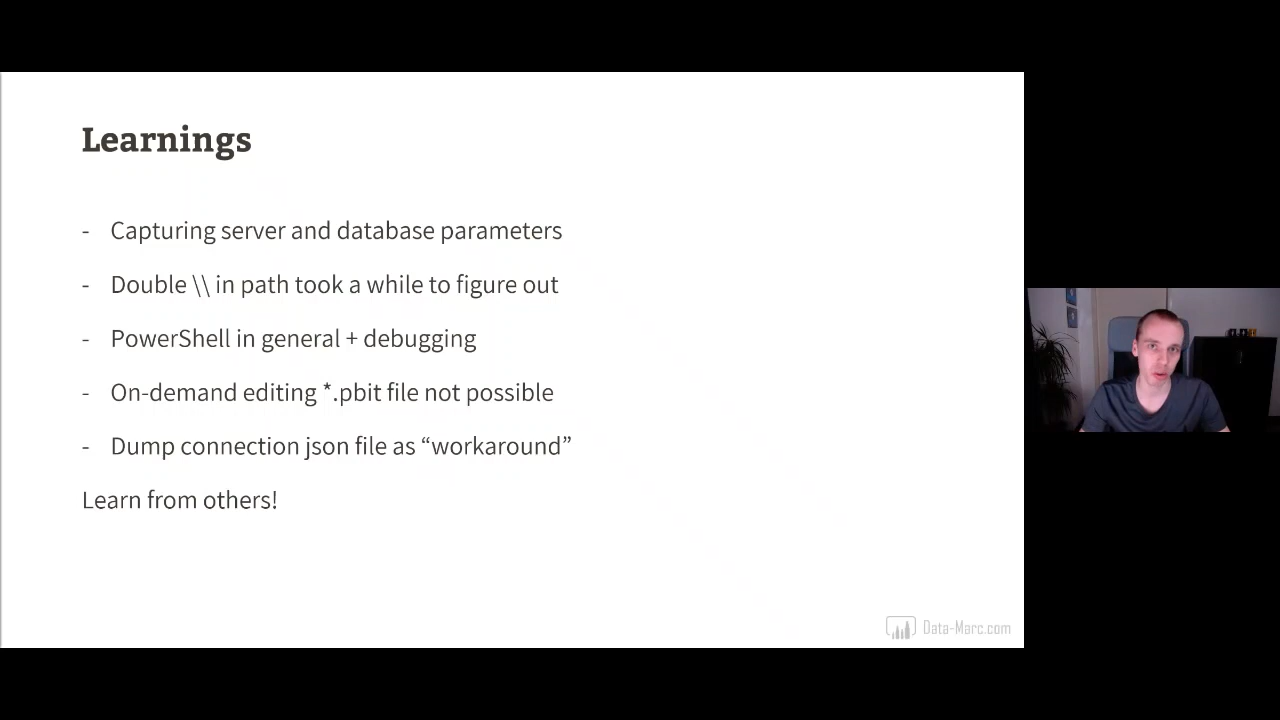 Learnings
- Capturing server and database parameters
- Double \\ in path took a while to figure out
- PowerShell in general + debugging
- On-demand editing *.pbit file not possible
- Dump connection json file as “workaround”
Learn from others!
Data-Marc.com